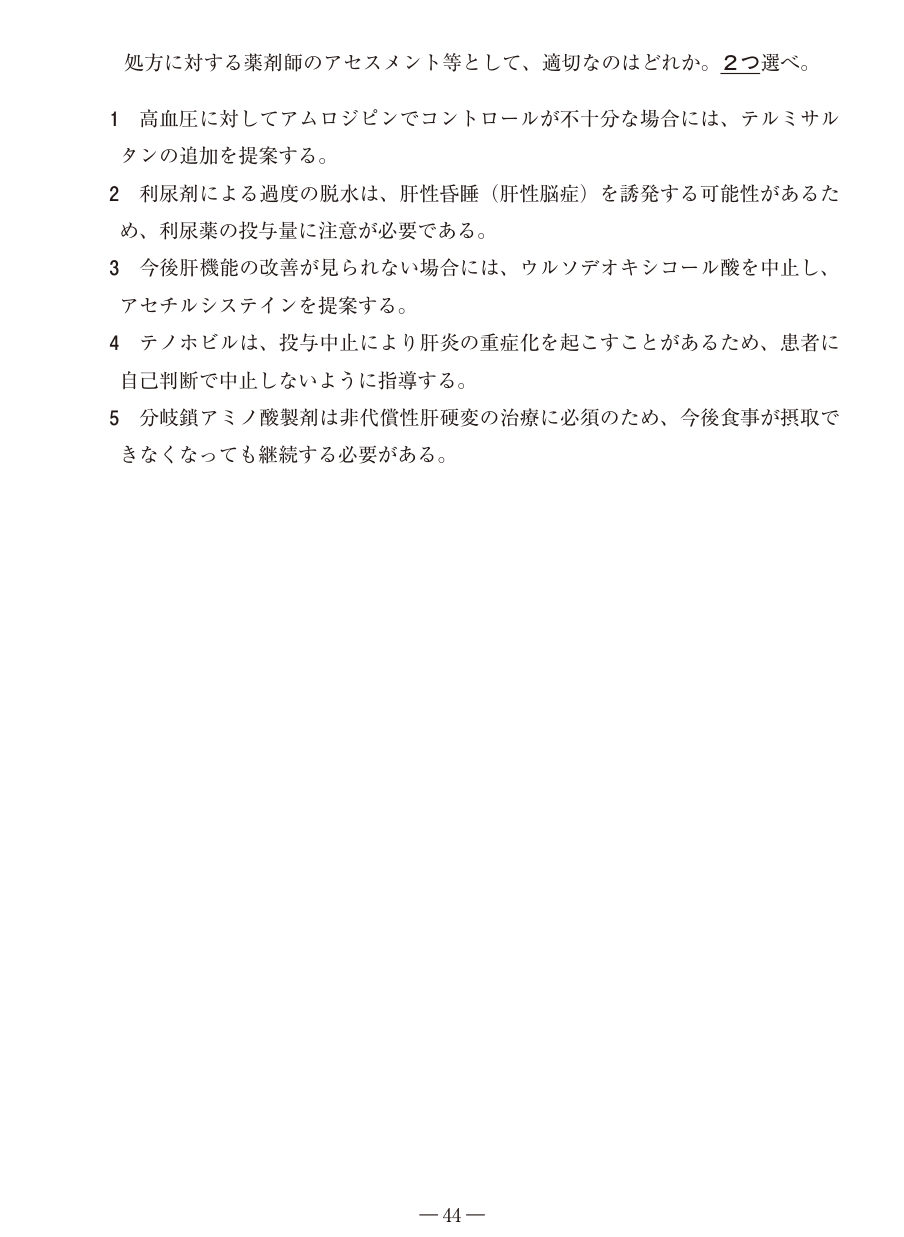 処方に対する薬剤師のアセスメント等として、適切なのはどれか。２つ選べ。
1　高血圧に対してアムロジピンでコントロールが不十分な場合には、テルミサル
タンの追加を提案する。
2　利尿剤による過度の脱水は、肝性昏睡（肝性脳症）を誘発する可能性があるた
め、利尿薬の投与量に注意が必要である。
3　今後肝機能の改善が見られない場合には、ウルソデオキシコール酸を中止し、
アセチルシステインを提案する。
4　テノホビルは、投与中止により肝炎の重症化を起こすことがあるため、患者に
自己判断で中止しないように指導する。
5　分岐鎖アミノ酸製剤は非代償性肝硬変の治療に必須のため、今後食事が摂取で
きなくなっても継続する必要がある。
― 44 ―